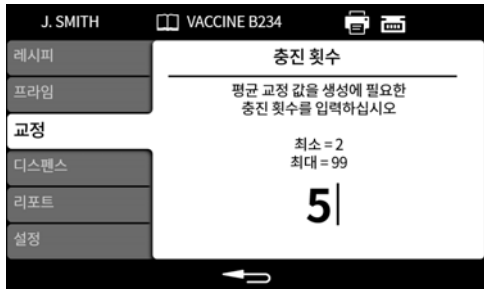 J. SMITH
VACCINE B234
레시피
프라임
교정
디스펜스
리포트
설정
충진 횟수
평균 교정 값을 생성에 필요한
충진 횟수를 입력하십시오
최소 = 2
최대 = 99
5